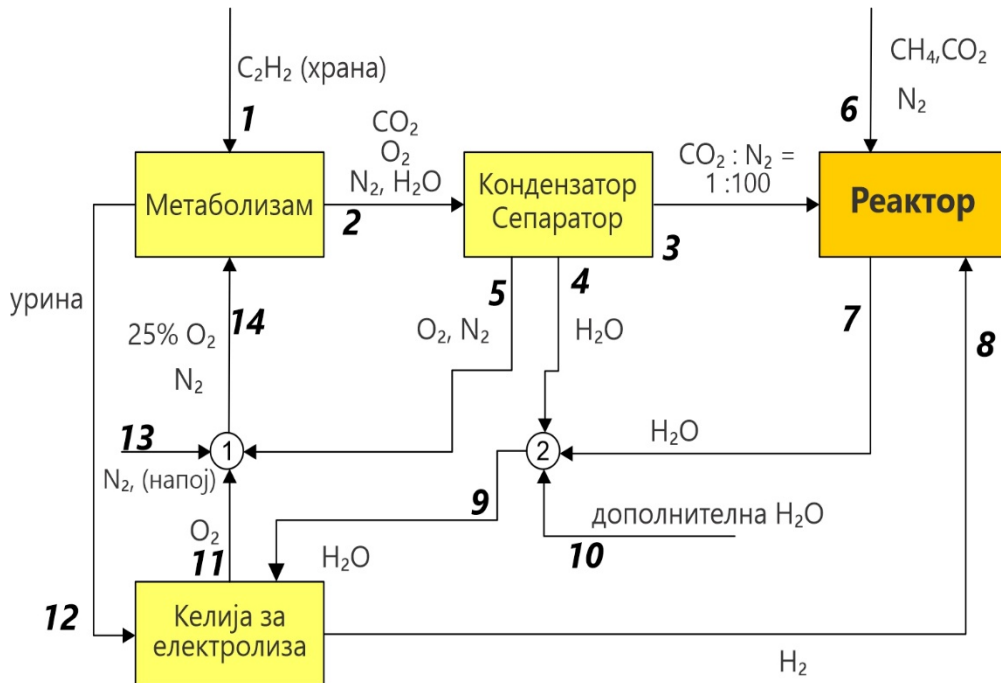 C₂H₂ (храна)
1
CH₄,CO₂
N₂
6
CO₂
O₂
N₂, H₂O
2
CO₂ : N₂ =
1 :100
3
Метаболизам
Кондензатор
Сепаратор
Реактор
урина
25% O₂
N₂
14
5
O₂, N₂
4
H₂O
7
8
13
N₂, (напој)
1
2
H₂O
9
O₂
11
H₂O
дополнителна H₂O
10
12
Келија за
електролиза
H₂